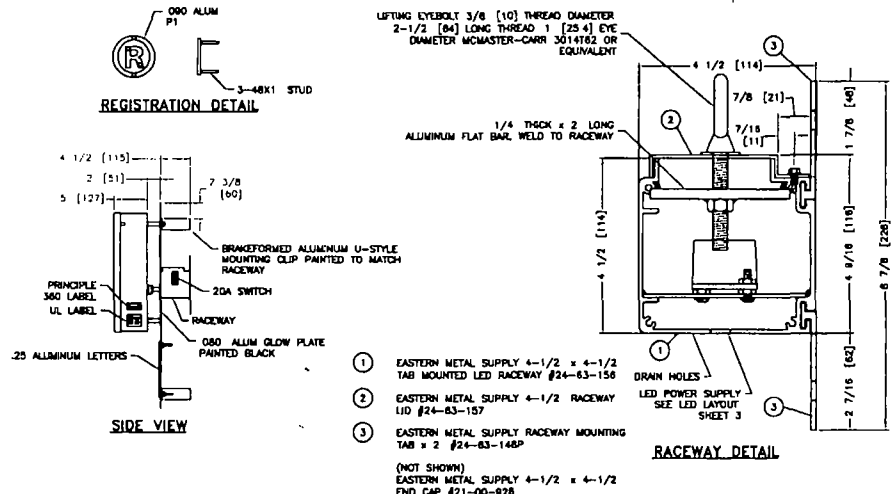 .090 ALUM
P1
R
3-48X1 STUD
REGISTRATION DETAIL
LIFTING EYEBOLT 3/8 [10] THREAD DIAMETER
2-1/2 [64] LONG THREAD 1 [25 4] EYE
DIAMETER MCMASTER-CARR 3014T62 OR
EQUIVALENT
1/4 THICK x 2 LONG
ALUMINUM FLAT BAR, WELD TO RACEWAY
4 1/2 [115]
2 [51]
5 [127]
7 3/8
[60]
BRAKEFORMED ALUMINUM U-STYLE
MOUNTING CLIP PAINTED TO MATCH
RACEWAY
20A SWITCH
RACEWAY
PRINCIPLE
360 LABEL
UL LABEL
080 ALUM GLOW PLATE
PAINTED BLACK
.25 ALUMINUM LETTERS
SIDE VIEW
4 1/2 [114]
7/8 [21]
7/16
[11]
3
2
1 7/8 [48]
4 1/2 [114]
4 9/16 [116]
8 7/8 [226]
2 7/16 [62]
1
3
DRAIN HOLES
LED POWER SUPPLY
SEE LED LAYOUT
SHEET 3
RACEWAY DETAIL
1 EASTERN METAL SUPPLY 4-1/2 x 4-1/2
TAB MOUNTED LED RACEWAY #24-63-156
2 EASTERN METAL SUPPLY 4-1/2 RACEWAY
LID #24-63-157
3 EASTERN METAL SUPPLY RACEWAY MOUNTING
TAB x 2 #24-63-148P
(NOT SHOWN)
EASTERN METAL SUPPLY 4-1/2 x 4-1/2
END CAP #21-00-928